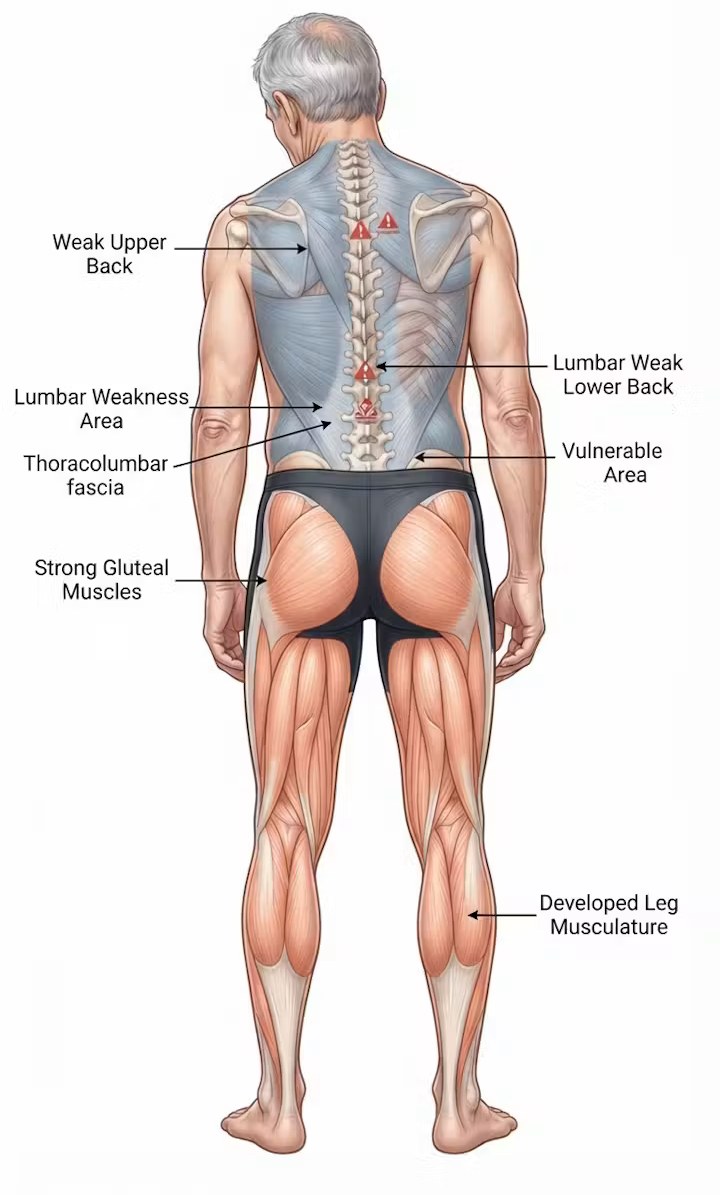 Weak Upper
Back
Lumbar Weak
Lower Back
Lumbar Weakness
Area
Thoracolumbar
fascia
Vulnerable
Area
Strong Gluteal
Muscles
Developed Leg
Musculature